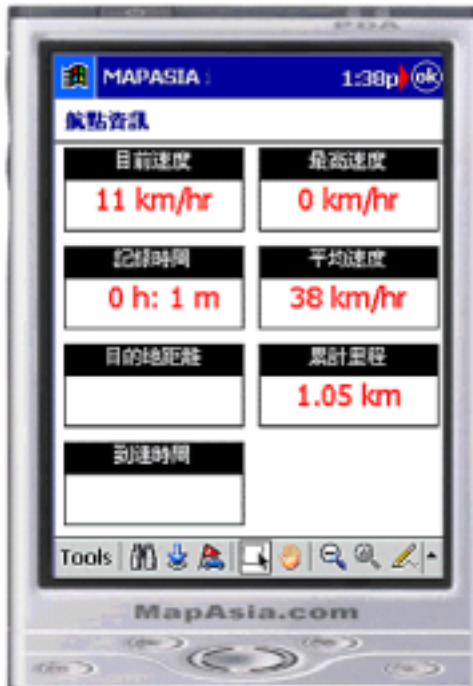 PDA
MAPASIA : 1:38p ok
航點資訊
目前速度 最高速度
11 km/hr 0 km/hr
記錄時間 平均速度
0 h: 1 m 38 km/hr
目的地距離 累計里程
1.05 km
到達時間
Tools
MapAsia.com